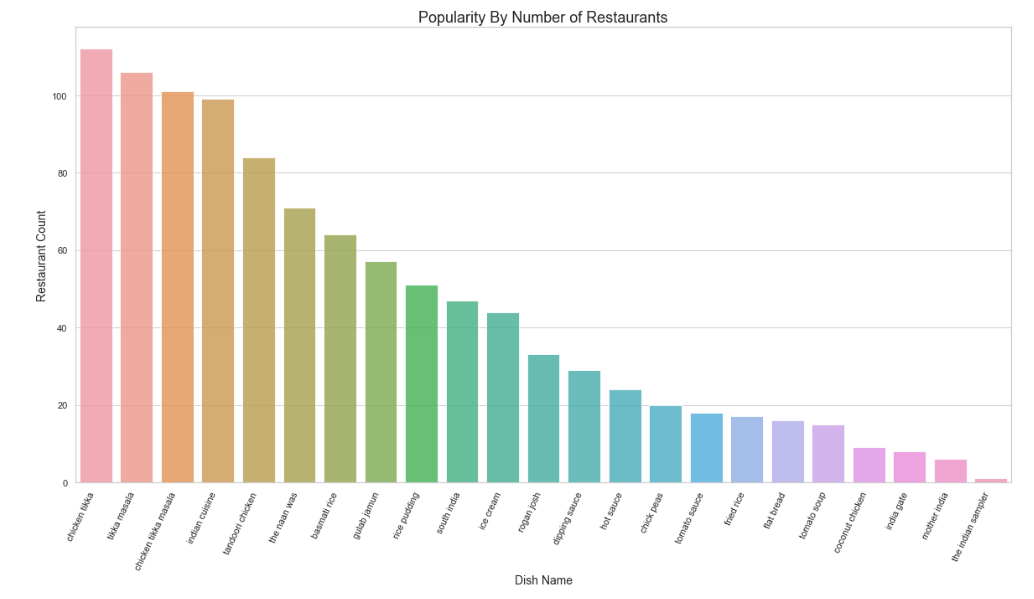 Popularity By Number of Restaurants
Restaurant Count
100
80
60
40
20
0
chicken tikka
tikka masala
chicken tikka masala
indian cuisine
tandoori chicken
the naan was
basmati rice
gulab jamun
rice pudding
south india
ice cream
rogan josh
dipping sauce
hot sauce
chick peas
tomato sauce
fried rice
flat bread
tomato soup
coconut chicken
india gate
mother india
the indian sampler
Dish Name